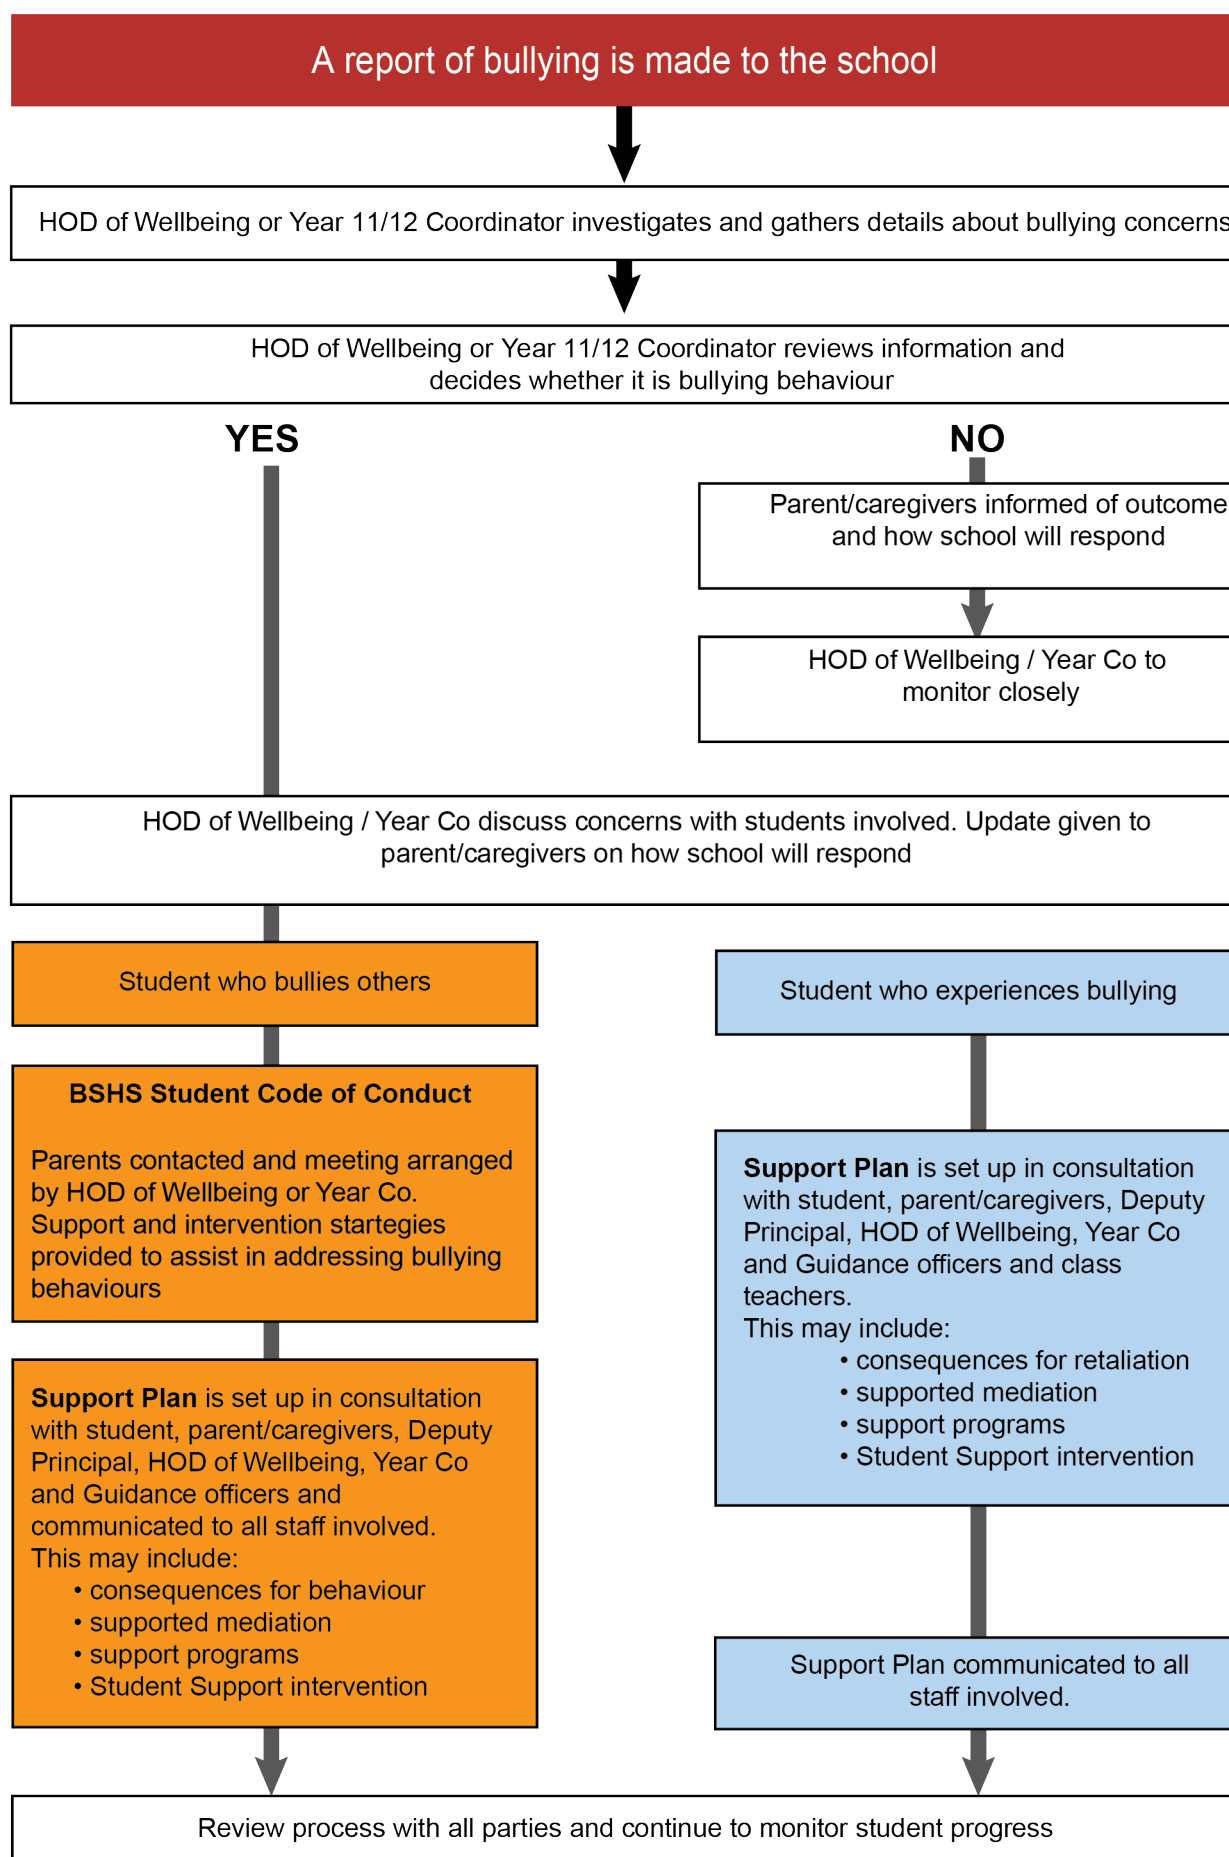 A report of bullying is made to the school
HOD of Wellbeing or Year 11/12 Coordinator investigates and gathers details about bullying concerns
HOD of Wellbeing or Year 11/12 Coordinator reviews information and
decides whether it is bullying behaviour
YES
NO
Parent/caregivers informed of outcome
and how school will respond
HOD of Wellbeing / Year Co to
monitor closely
HOD of Wellbeing / Year Co discuss concerns with students involved. Update given to
parent/caregivers on how school will respond
Student who bullies others
BSHS Student Code of Conduct
Parents contacted and meeting arranged
by HOD of Wellbeing or Year Co.
Support and intervention startegies
provided to assist in addressing bullying
behaviours
Support Plan is set up in consultation
with student, parent/caregivers, Deputy
Principal, HOD of Wellbeing, Year Co
and Guidance officers and
communicated to all staff involved.
This may include:
• consequences for behaviour
• supported mediation
• support programs
• Student Support intervention
Student who experiences bullying
Support Plan is set up in consultation
with student, parent/caregivers, Deputy
Principal, HOD of Wellbeing, Year Co
and Guidance officers and class
teachers.
This may include:
• consequences for retaliation
• supported mediation
• support programs
• Student Support intervention
Support Plan communicated to all
staff involved.
Review process with all parties and continue to monitor student progress